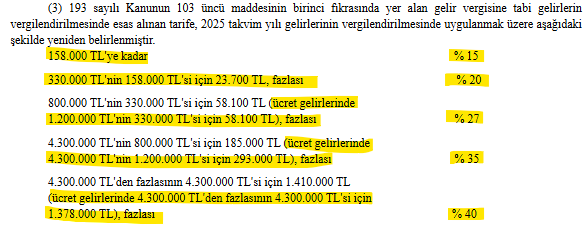 (3) 193 sayılı Kanunun 103 üncü maddesinin birinci fıkrasında yer alan gelir vergisine tabi gelirlerin
vergilendirilmesinde esas alınan tarife, 2025 takvim yılı gelirlerinin vergilendirilmesinde uygulanmak üzere aşağıdaki
şekilde yeniden belirlenmiştir.
158.000 TL'ye kadar % 15
330.000 TL'nin 158.000 TL'si için 23.700 TL, fazlası % 20
800.000 TL'nin 330.000 TL'si için 58.100 TL (ücret gelirlerinde
1.200.000 TL'nin 330.000 TL'si için 58.100 TL), fazlası % 27
4.300.000 TL'nin 800.000 TL'si için 185.000 TL (ücret gelirlerinde
4.300.000 TL'nin 1.200.000 TL'si için 293.000 TL), fazlası % 35
4.300.000 TL'den fazlasının 4.300.000 TL'si için 1.410.000 TL
(ücret gelirlerinde 4.300.000 TL'den fazlasının 4.300.000 TL'si için
1.378.000 TL), fazlası % 40